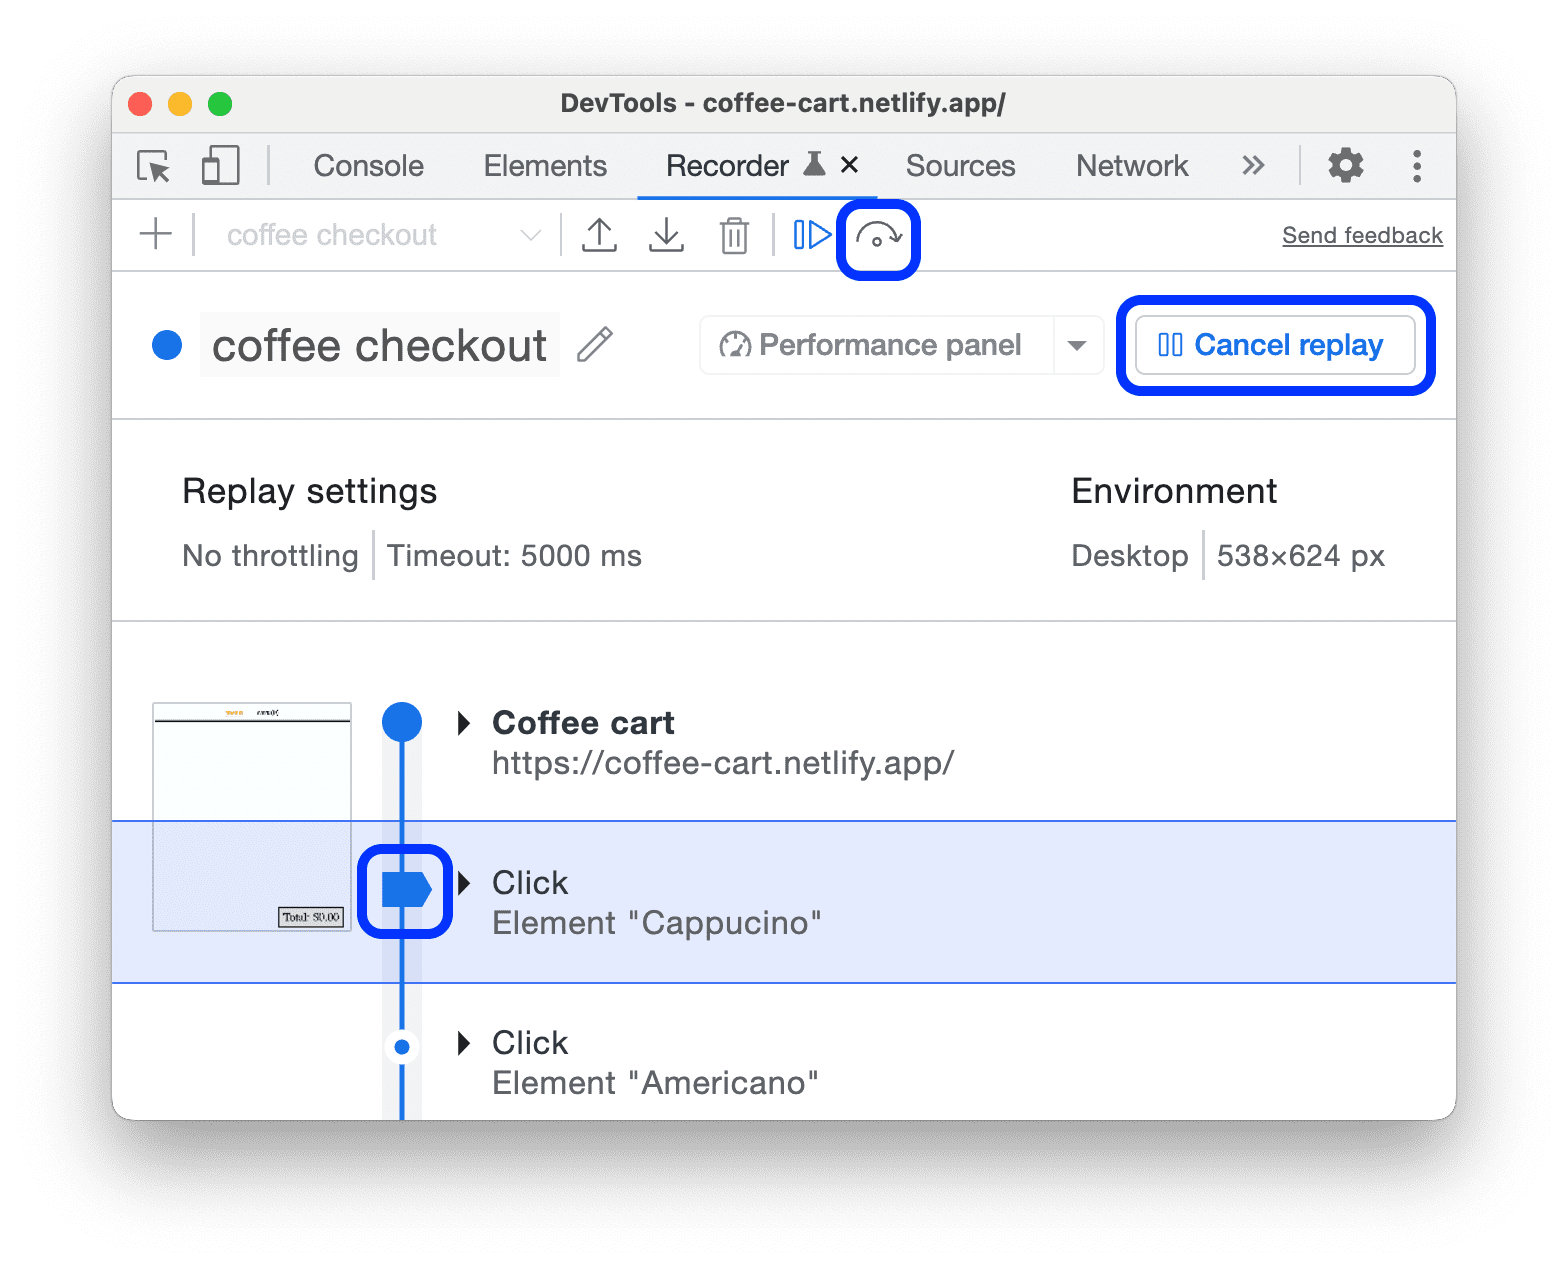 DevTools - coffee-cart.netlify.app/
Console Elements Recorder Sources Network
coffee checkout Send feedback
coffee checkout Performance panel Cancel replay
Replay settings Environment
No throttling Timeout: 5000 ms Desktop 538×624 px
Coffee cart
https://coffee-cart.netlify.app/
Click
Element "Cappucino"
Total: $0.00
Click
Element "Americano"